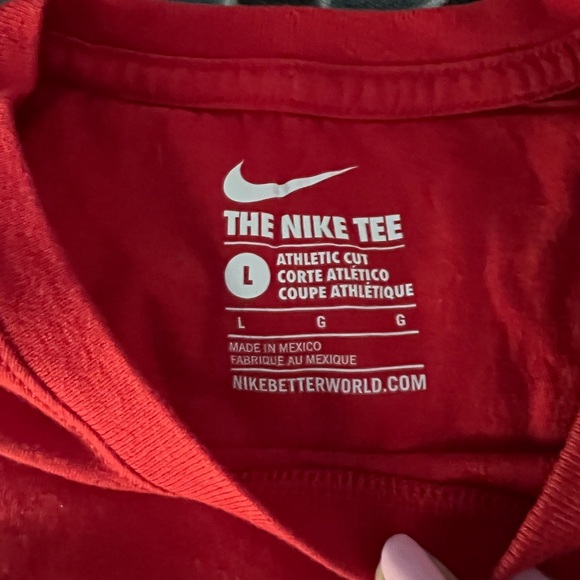 THE NIKE TEE
L
ATHLETIC CUT
CORTE ATLÉTICO
COUPE ATHLÉTIQUE
L G G
MADE IN MEXICO
FABRIQUE AU MEXIQUE
NIKEBETTERWORLD.COM